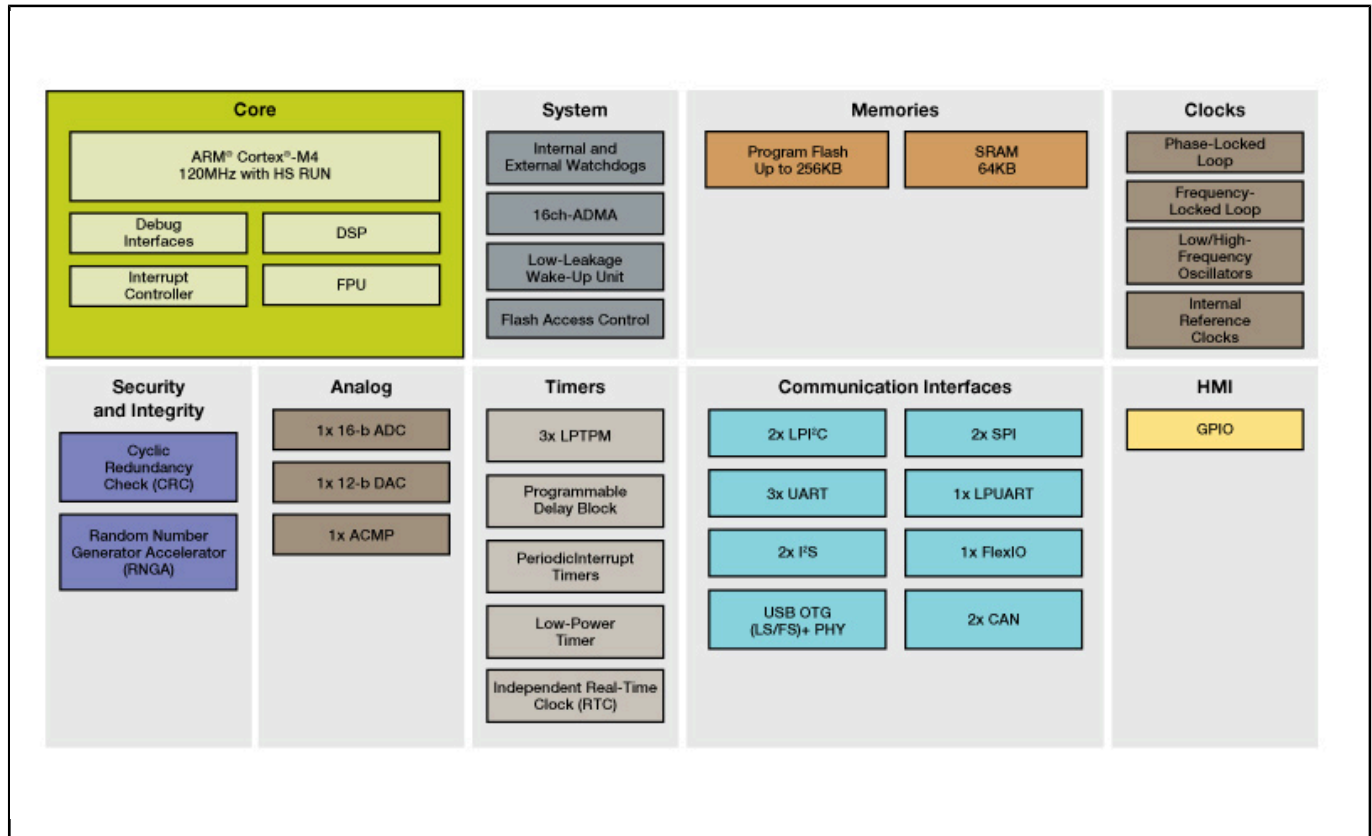 Core
ARM® Cortex®-M4
120MHz with HS RUN
Debug
Interfaces
DSP
Interrupt
Controller
FPU
System
Internal and
External Watchdogs
16ch-ADMA
Low-Leakage
Wake-Up Unit
Flash Access Control
Memories
Program Flash
Up to 256KB
SRAM
64KB
Clocks
Phase-Locked
Loop
Frequency-
Locked Loop
Low/High-
Frequency
Oscillators
Internal
Reference
Clocks
Security
and Integrity
Cyclic
Redundancy
Check (CRC)
Random Number
Generator Accelerator
(RNGA)
Analog
1x 16-b ADC
1x 12-b DAC
1x ACMP
Timers
3x LPTPM
Programmable
Delay Block
PeriodicInterrupt
Timers
Low-Power
Timer
Independent Real-Time
Clock (RTC)
Communication Interfaces
2x LPI²C
2x SPI
3x UART
1x LPUART
2x I²S
1x FlexIO
USB OTG
(LS/FS)+ PHY
2x CAN
HMI
GPIO